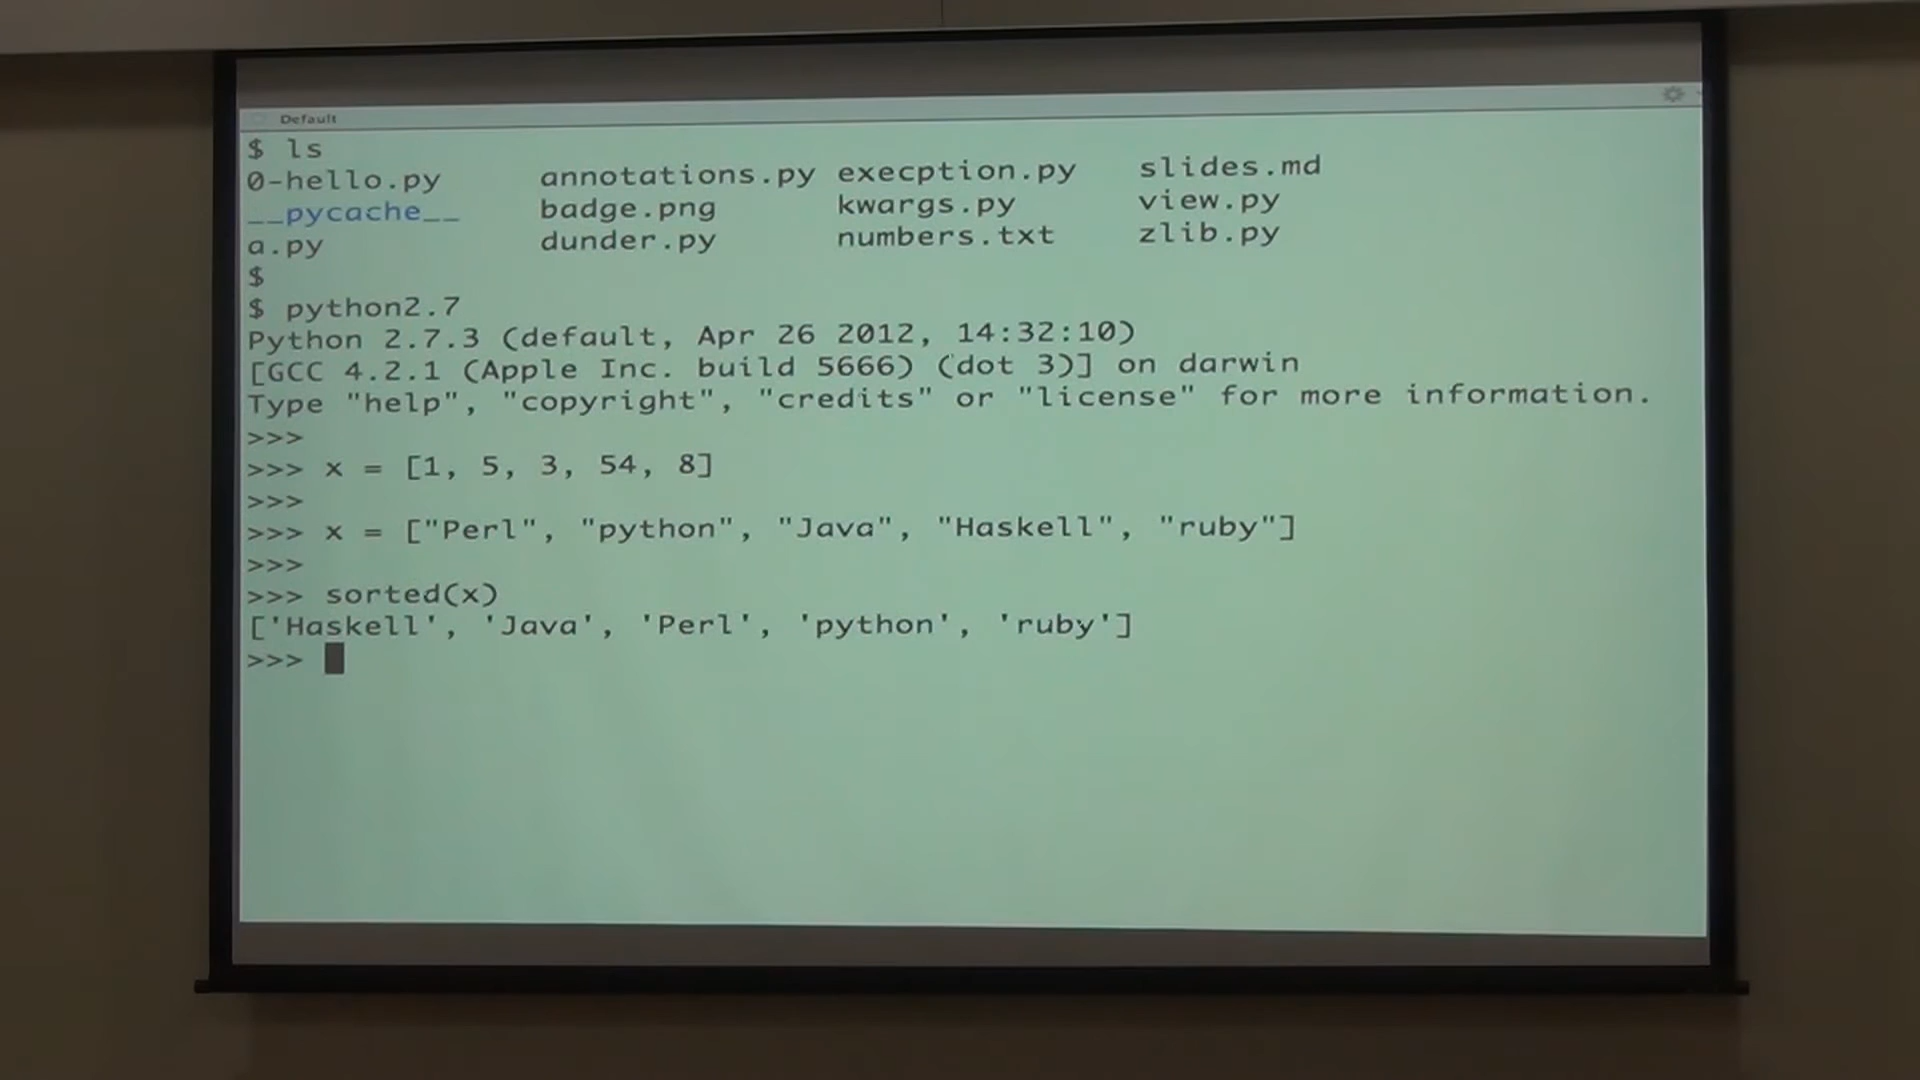 Default
$ ls
0-hello.py annotations.py execption.py slides.md
__pycache__ badge.png kwargs.py view.py
a.py dunder.py numbers.txt zlib.py
$
$ python2.7
Python 2.7.3 (default, Apr 26 2012, 14:32:10)
[GCC 4.2.1 (Apple Inc. build 5666) (dot 3)] on darwin
Type "help", "copyright", "credits" or "license" for more information.
>>>
>>> x = [1, 5, 3, 54, 8]
>>>
>>> x = ["Perl", "python", "Java", "Haskell", "ruby"]
>>>
>>> sorted(x)
['Haskell', 'Java', 'Perl', 'python', 'ruby']
>>>